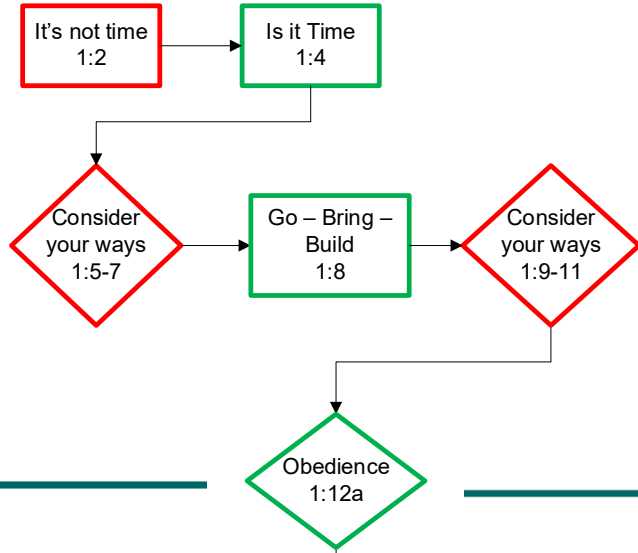 It's not time
1:2
Is it Time
1:4
Consider
your ways
1:5-7
Go – Bring –
Build
1:8
Consider
your ways
1:9-11
Obedience
1:12a